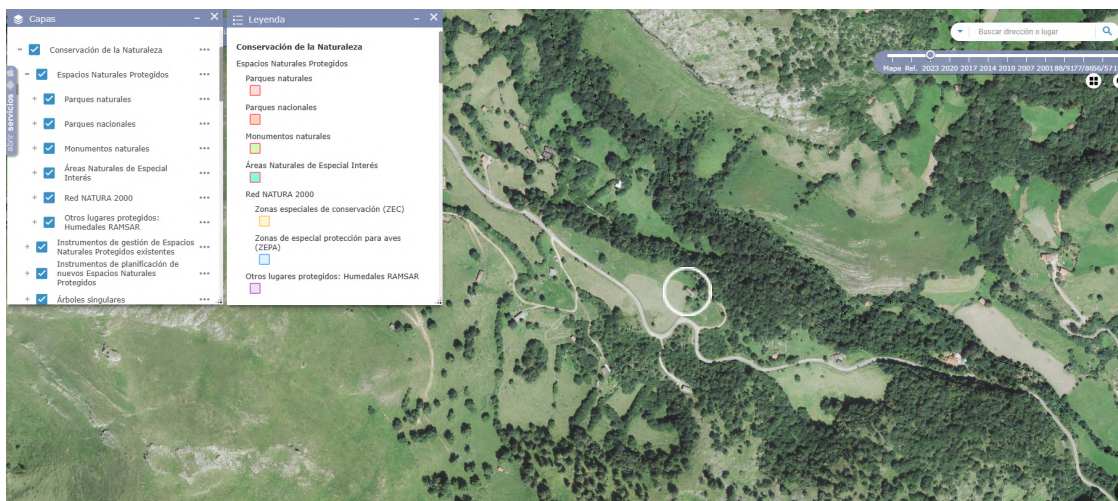 Capas
Conservación de la Naturaleza
Espacios Naturales Protegidos
Parques naturales
Parques nacionales
Monumentos naturales
Áreas Naturales de Especial
Interés
Red NATURA 2000
Otros lugares protegidos:
Humedales RAMSAR
Instrumentos de gestión de Espacios
Naturales Protegidos existentes
Instrumentos de planificación de
nuevos Espacios Naturales
Protegidos
Árboles singulares
abrir servicios
Leyenda
Conservación de la Naturaleza
Espacios Naturales Protegidos
Parques naturales
Parques nacionales
Monumentos naturales
Áreas Naturales de Especial Interés
Red NATURA 2000
Zonas especiales de conservación (ZEC)
Zonas de especial protección para aves
(ZEPA)
Otros lugares protegidos: Humedales RAMSAR
Buscar dirección o lugar
Mapa Rel. 2023 2020 2017 2014 2010 2007 2001